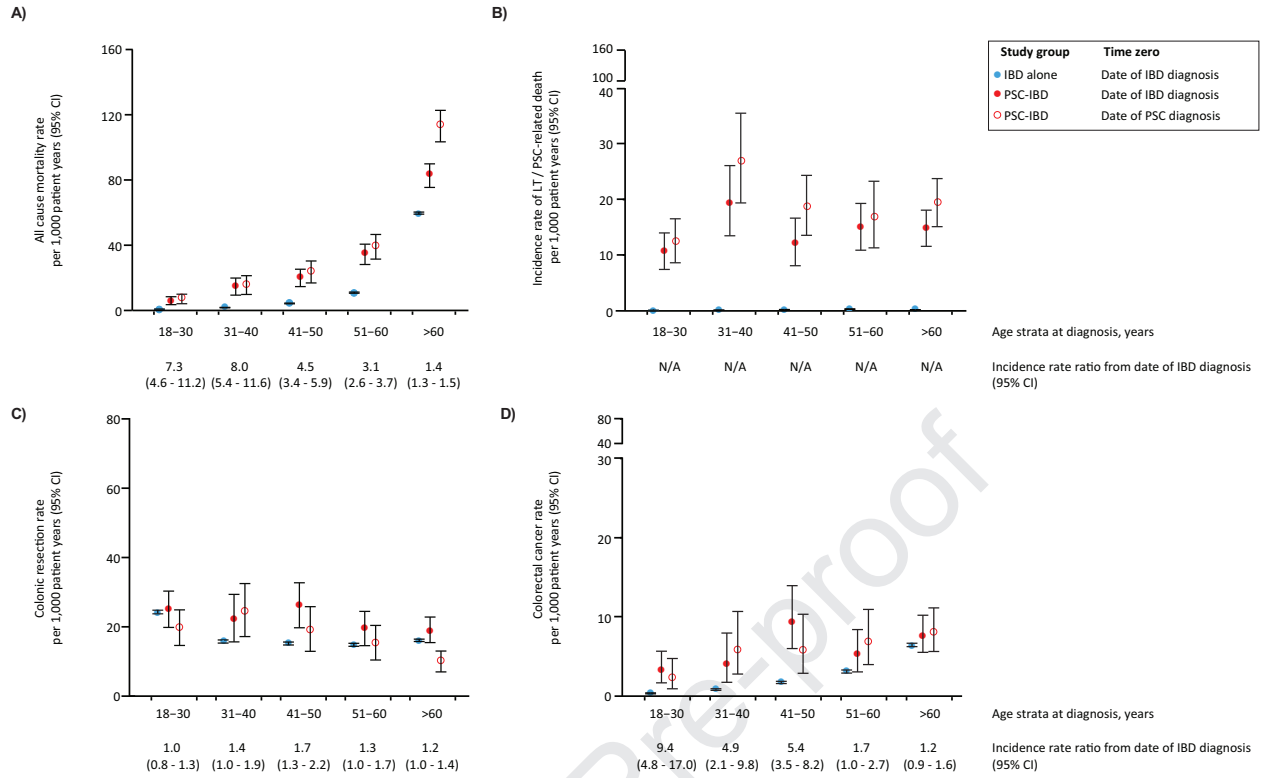 A)
All cause mortality rate
per 1,000 patient years (95% CI)
160
120
80
40
0
18–30 31–40 41–50 51–60 >60
7.3 8.0 4.5 3.1 1.4
(4.6 - 11.2) (5.4 - 11.6) (3.4 - 5.9) (2.6 - 3.7) (1.3 - 1.5)
B)
Incidence rate of LT / PSC-related death
per 1,000 patient years (95% CI)
160
100
40
30
20
10
0
18–30 31–40 41–50 51–60 >60 Age strata at diagnosis, years
N/A N/A N/A N/A N/A Incidence rate ratio from date of IBD diagnosis
(95% CI)
Study group Time zero
IBD alone Date of IBD diagnosis
PSC-IBD Date of IBD diagnosis
PSC-IBD Date of PSC diagnosis
C)
Colonic resection rate
per 1,000 patient years (95% CI)
80
60
40
20
0
18–30 31–40 41–50 51–60 >60
1.0 1.4 1.7 1.3 1.2
(0.8 - 1.3) (1.0 - 1.9) (1.3 - 2.2) (1.0 - 1.7) (1.0 - 1.4)
D)
Colorectal cancer rate
per 1,000 patient years (95% CI)
80
40
30
20
10
0
18–30 31–40 41–50 51–60 >60 Age strata at diagnosis, years
9.4 4.9 5.4 1.7 1.2 Incidence rate ratio from date of IBD diagnosis
(4.8 - 17.0) (2.1 - 9.8) (3.5 - 8.2) (1.0 - 2.7) (0.9 - 1.6) (95% CI)
Pre-proof